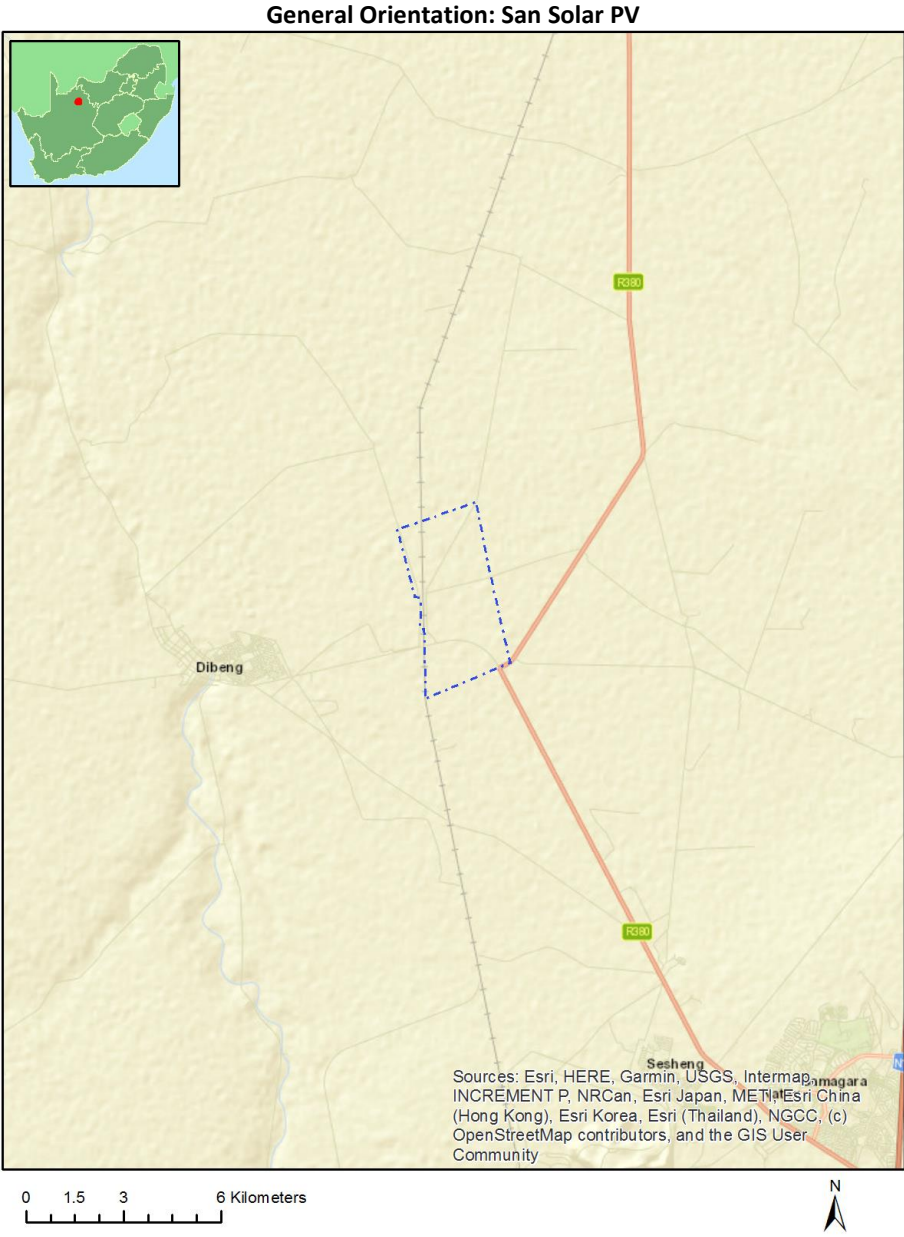 General Orientation: San Solar PV
R380
Dibeng
R380
Sesheng
Sources: Esri, HERE, Garmin, USGS, Intermap,
INCREMENT P, NRCan, Esri Japan, METI, Esri China
(Hong Kong), Esri Korea, Esri (Thailand), NGCC, (c)
OpenStreetMap contributors, and the GIS User
Community
0 1.5 3 6 Kilometers
N